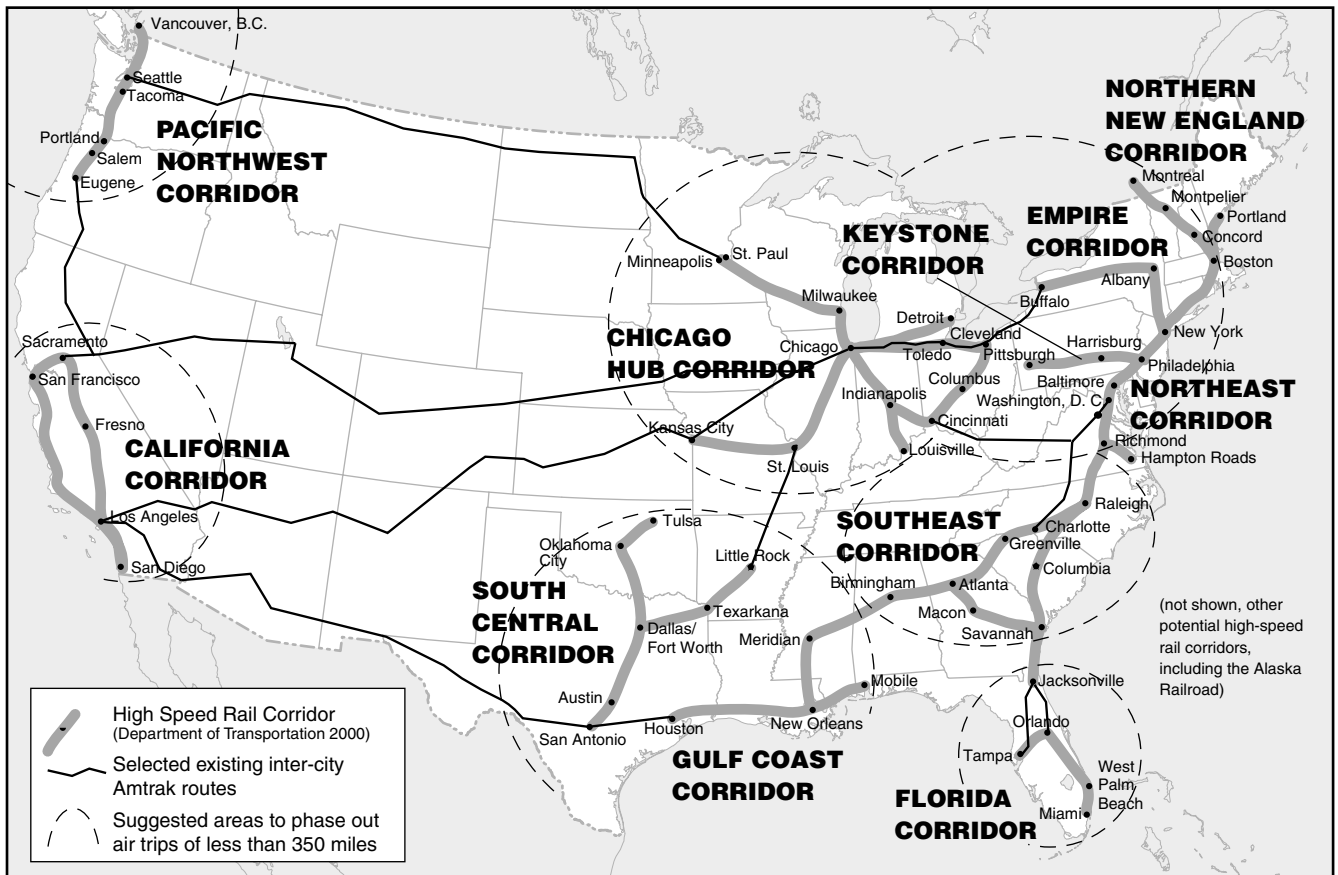 Vancouver, B.C.
Seattle
Tacoma
Portland
Salem
Eugene
PACIFIC
NORTHWEST
CORRIDOR
NORTHERN
NEW ENGLAND
CORRIDOR
Montreal
Montpelier
Portland
Concord
Boston
EMPIRE
CORRIDOR
Albany
Buffalo
KEYSTONE
CORRIDOR
Minneapolis
St. Paul
Milwaukee
Detroit
Cleveland
Chicago
Toledo
Pittsburgh
Harrisburg
New York
Philadelphia
Baltimore
Washington, D. C.
NORTHEAST
CORRIDOR
CHICAGO
HUB CORRIDOR
Indianapolis
Columbus
Cincinnati
Louisville
Kansas City
St. Louis
Richmond
Hampton Roads
Sacramento
San Francisco
Fresno
CALIFORNIA
CORRIDOR
Los Angeles
San Diego
Raleigh
SOUTHEAST
CORRIDOR
Charlotte
Greenville
Columbia
Birmingham
Atlanta
Macon
Savannah
Tulsa
Oklahoma
City
Little Rock
SOUTH
CENTRAL
CORRIDOR
Texarkana
Dallas/
Fort Worth
Meridian
Austin
San Antonio
Houston
New Orleans
Mobile
GULF COAST
CORRIDOR
Jacksonville
Orlando
Tampa
West
Palm
Beach
Miami
FLORIDA
CORRIDOR
(not shown, other
potential high-speed
rail corridors,
including the Alaska
Railroad)
High Speed Rail Corridor
(Department of Transportation 2000)
Selected existing inter-city
Amtrak routes
Suggested areas to phase out
air trips of less than 350 miles